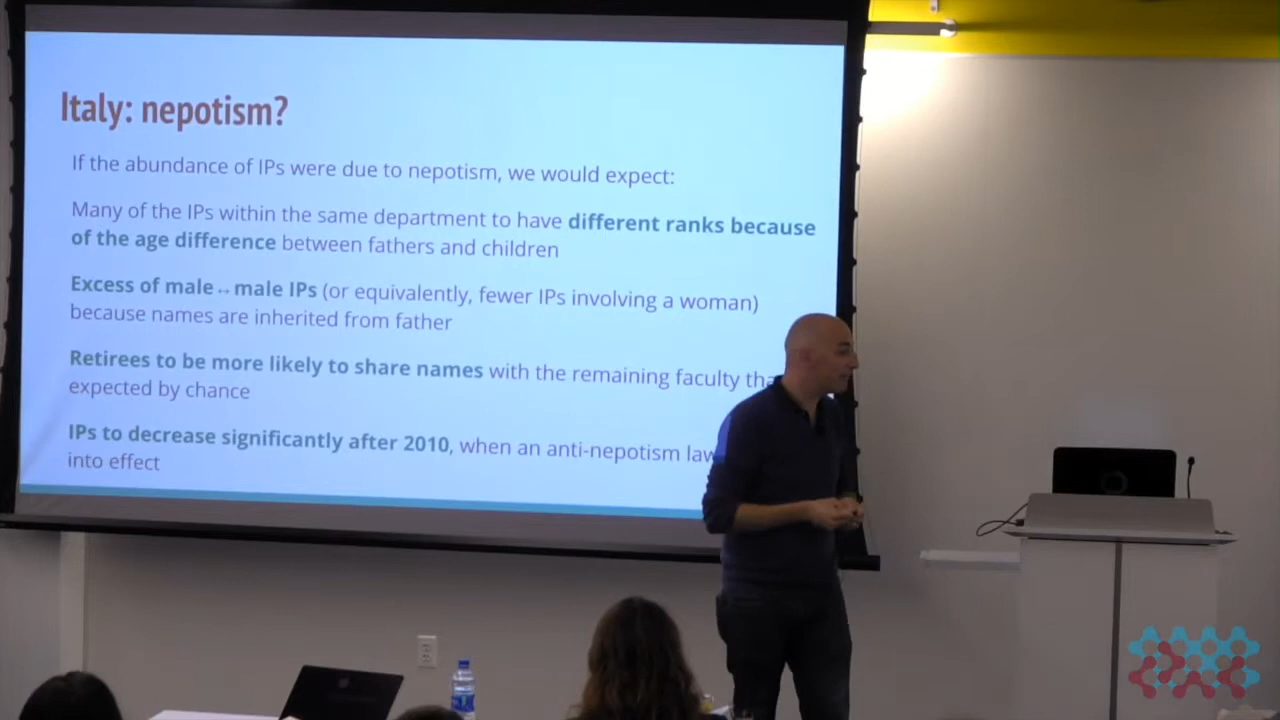 Italy: nepotism?
If the abundance of IPs were due to nepotism, we would expect:
Many of the IPs within the same department to have different ranks because
of the age difference between fathers and children
Excess of male↔male IPs (or equivalently, fewer IPs involving a woman)
because names are inherited from father
Retirees to be more likely to share names with the remaining faculty
expected by chance
IPs to decrease significantly after 2010, when an anti-nepotism law
into effect